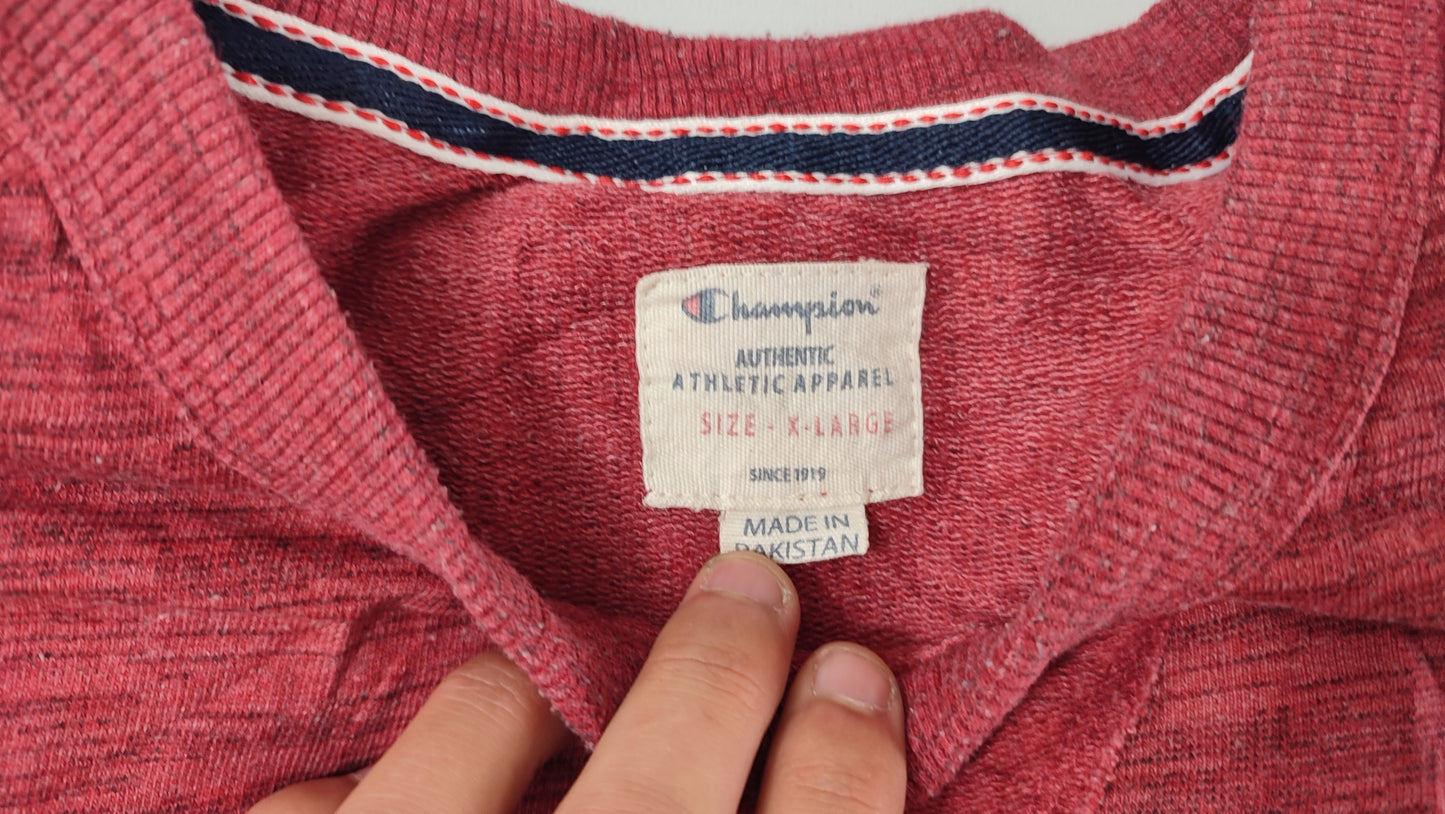 Champion®
AUTHENTIC
ATHLETIC APPAREL
SIZE - X-LARGE
SINCE 1919
MADE IN
PAKISTAN